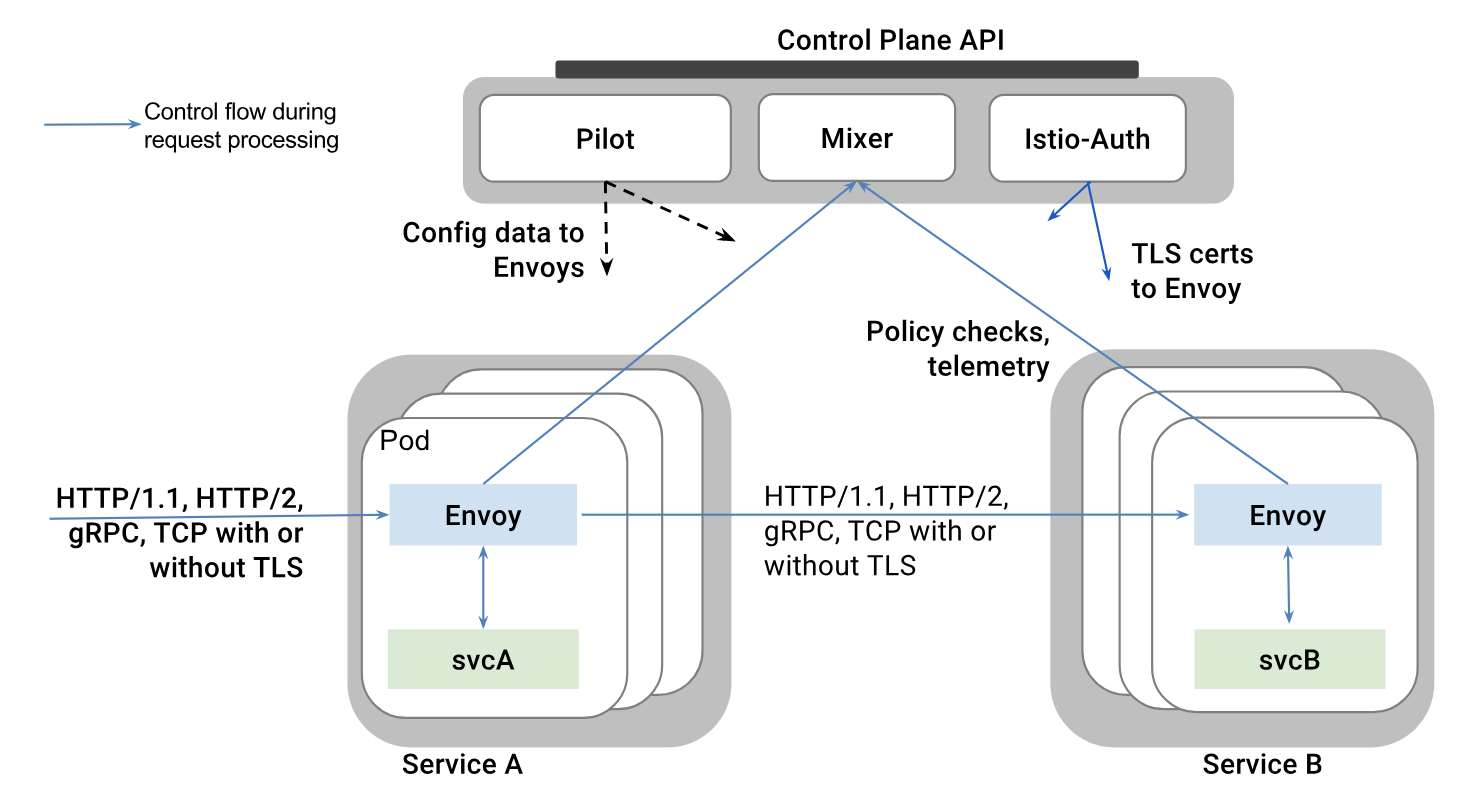 Control Plane API
Control flow during
request processing
Pilot
Mixer
Istio-Auth
Config data to
Envoys
TLS certs
to Envoy
Policy checks,
telemetry
Pod
HTTP/1.1, HTTP/2,
gRPC, TCP with or
without TLS
Envoy
HTTP/1.1, HTTP/2,
gRPC, TCP with or
without TLS
Envoy
svcA
svcB
Service A
Service B